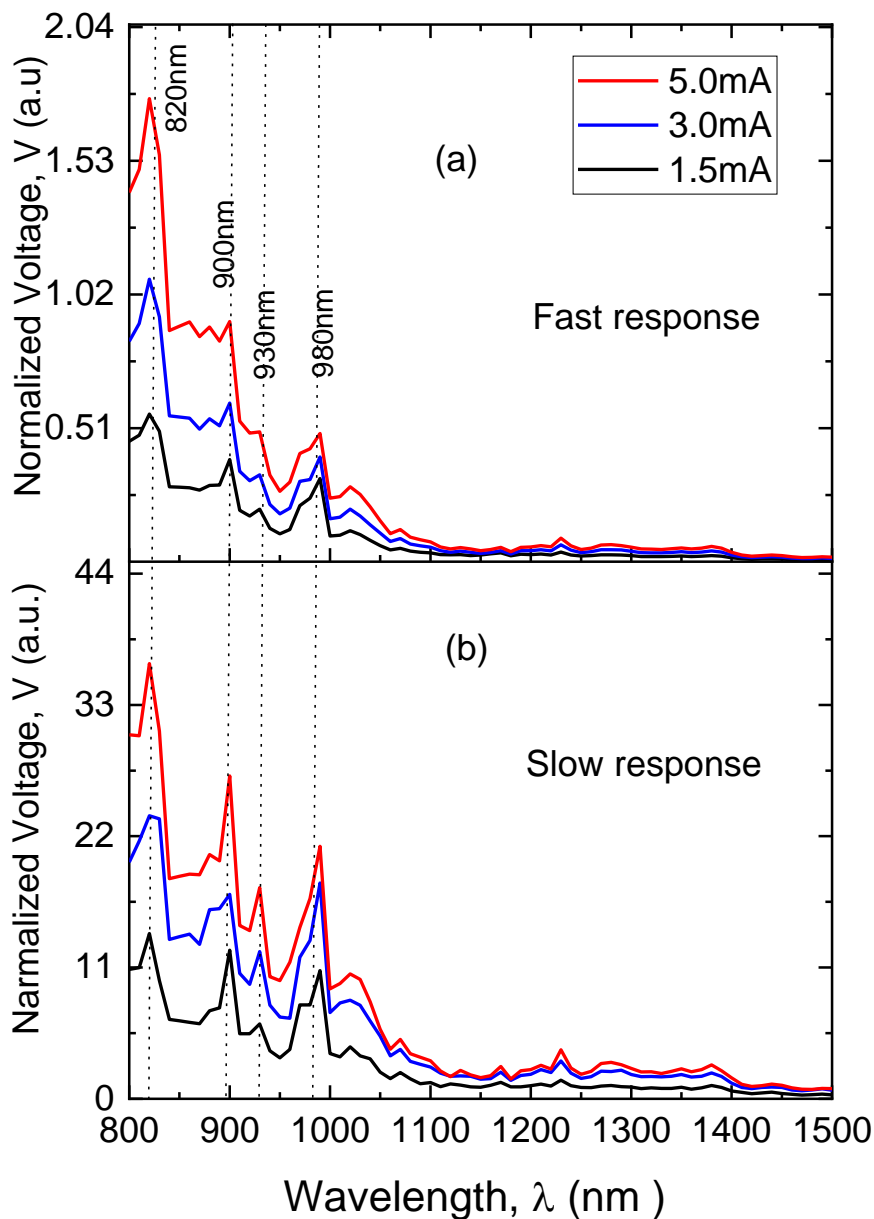 2.04
1.53
1.02
0.51
Normalized Voltage, V (a.u)
820nm
900nm
930nm
980nm
(a)
5.0mA
3.0mA
1.5mA
Fast response
44
33
22
11
0
Narmalized Voltage, V (a.u.)
(b)
Slow response
800 900 1000 1100 1200 1300 1400 1500
Wavelength, λ (nm )